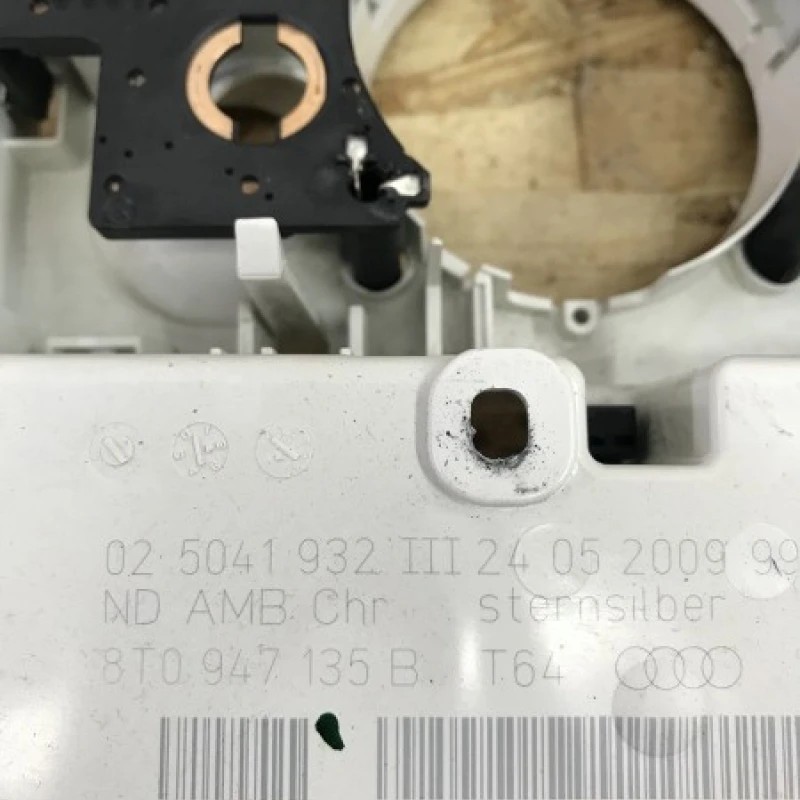 02 5041 932 III 24 05 2009 99
ND AMB Chr sternsilber
8T0 947 135 B T64